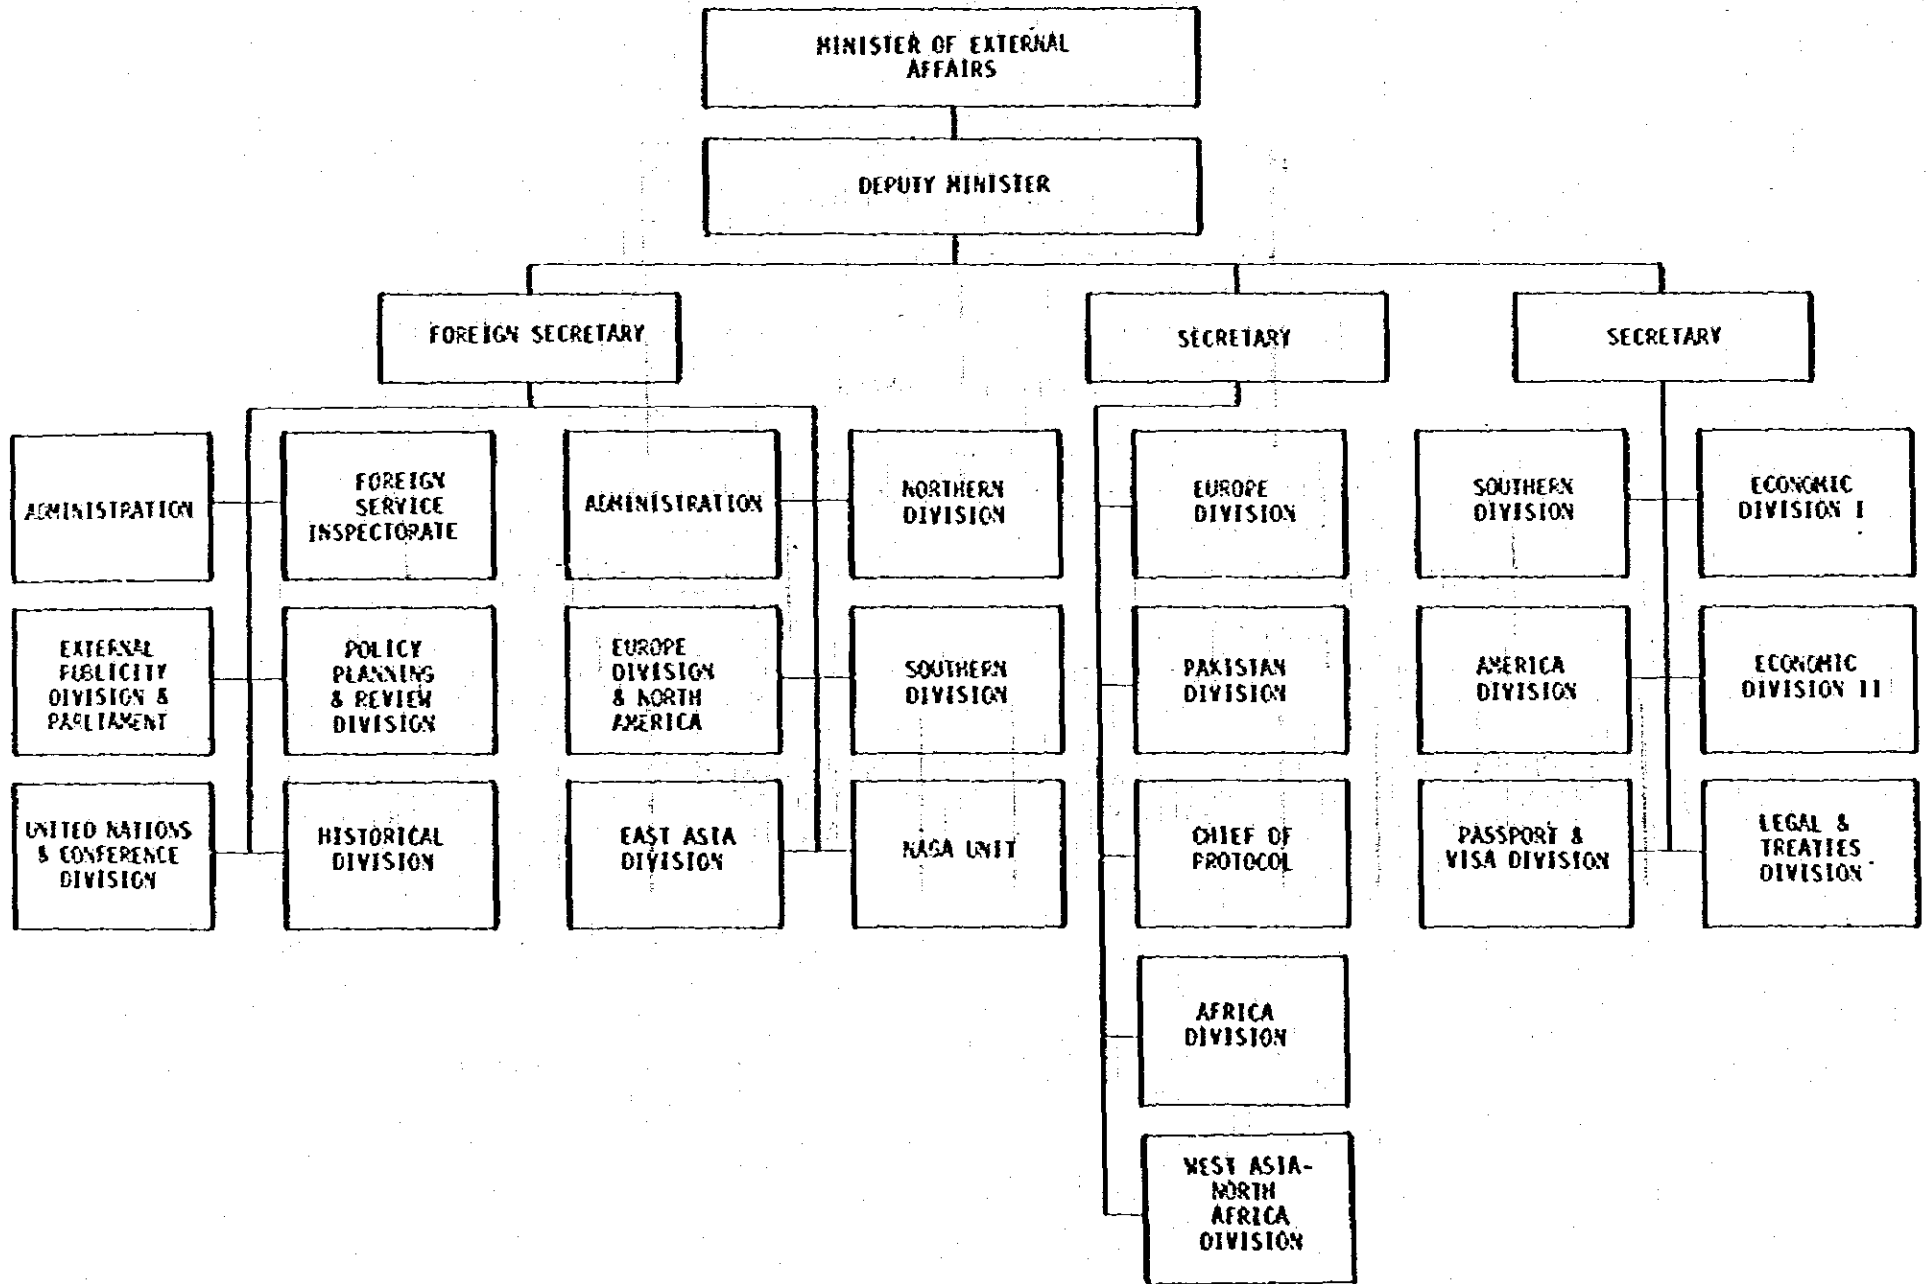 MINISTER OF EXTERNAL
AFFAIRS
DEPUTY MINISTER
FOREIGN SECRETARY
SECRETARY
SECRETARY
ADMINISTRATION
FOREIGN
SERVICE
INSPECTORATE
ADMINISTRATION
NORTHERN
DIVISION
EUROPE
DIVISION
SOUTHERN
DIVISION
ECONOMIC
DIVISION I
EXTERNAL
PUBLICITY
DIVISION &
PARLIAMENT
POLICY
PLANNING
& REVIEW
DIVISION
EUROPE
DIVISION
& NORTH
AMERICA
SOUTHERN
DIVISION
PAKISTAN
DIVISION
AMERICA
DIVISION
ECONOMIC
DIVISION II
UNITED NATIONS
& CONFERENCE
DIVISION
HISTORICAL
DIVISION
EAST ASIA
DIVISION
NAGA UNIT
CHIEF OF
PROTOCOL
PASSPORT &
VISA DIVISION
LEGAL &
TREATIES
DIVISION
AFRICA
DIVISION
WEST ASIA-
NORTH
AFRICA
DIVISION